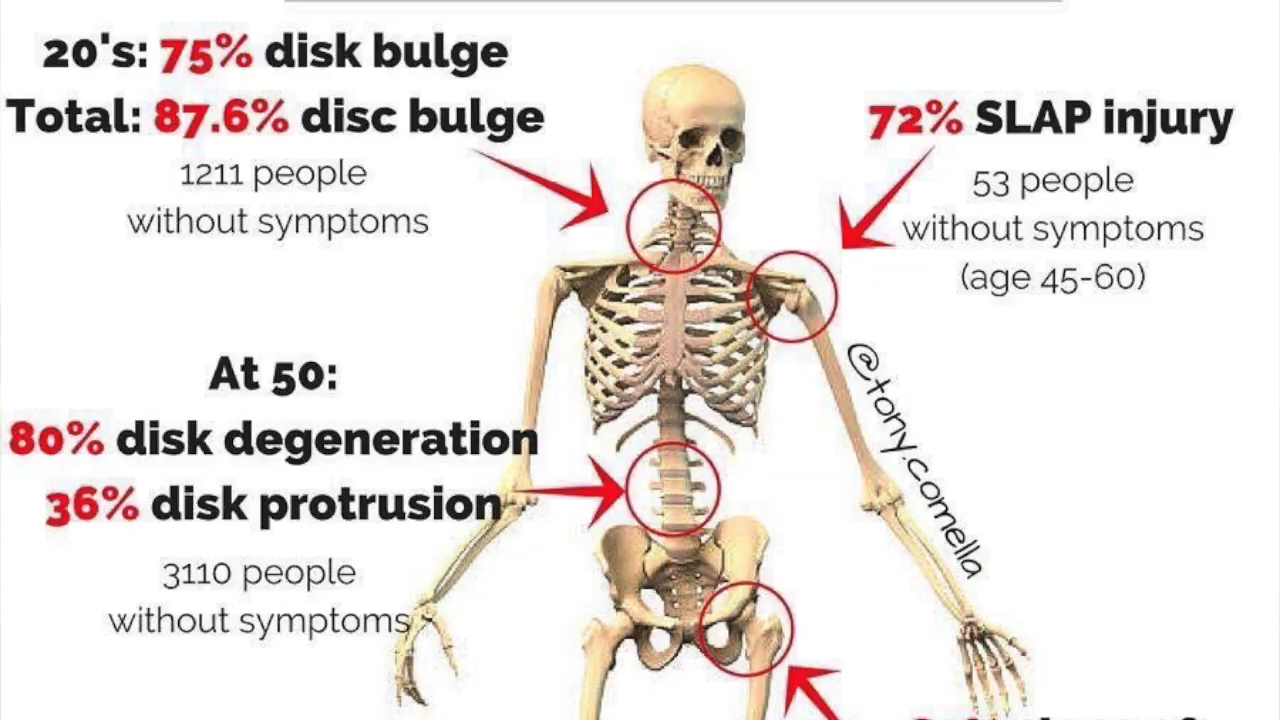 20's: 75% disk bulge
Total: 87.6% disc bulge
1211 people
without symptoms
72% SLAP injury
53 people
without symptoms
(age 45-60)
At 50:
80% disk degeneration
36% disk protrusion
3110 people
without symptoms
@tony.comella